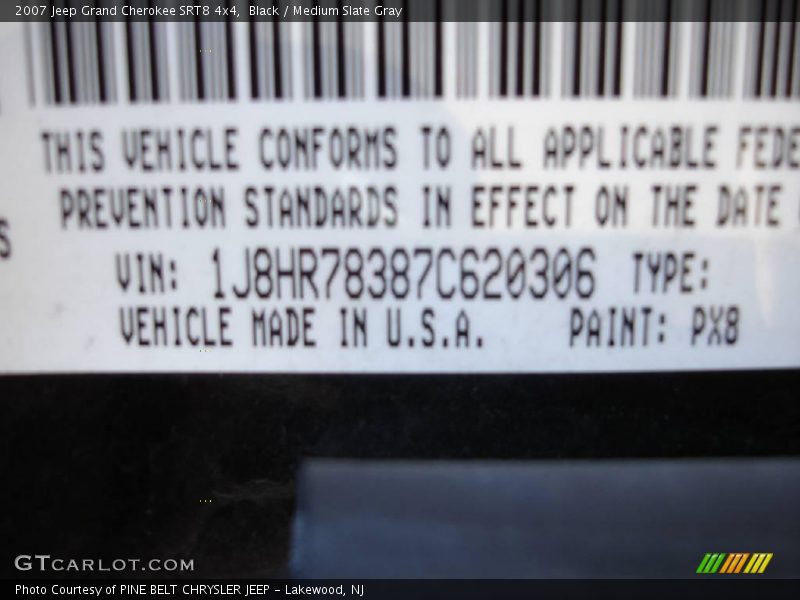 2007 Jeep Grand Cherokee SRT8 4x4, Black / Medium Slate Gray
THIS VEHICLE CONFORMS TO ALL APPLICABLE FEDE
PREVENTION STANDARDS IN EFFECT ON THE DATE
S
VIN: 1J8HR78387C620306 TYPE:
VEHICLE MADE IN U.S.A. PAINT: PX8
GTCARLOT.COM
Photo Courtesy of PINE BELT CHRYSLER JEEP - Lakewood, NJ